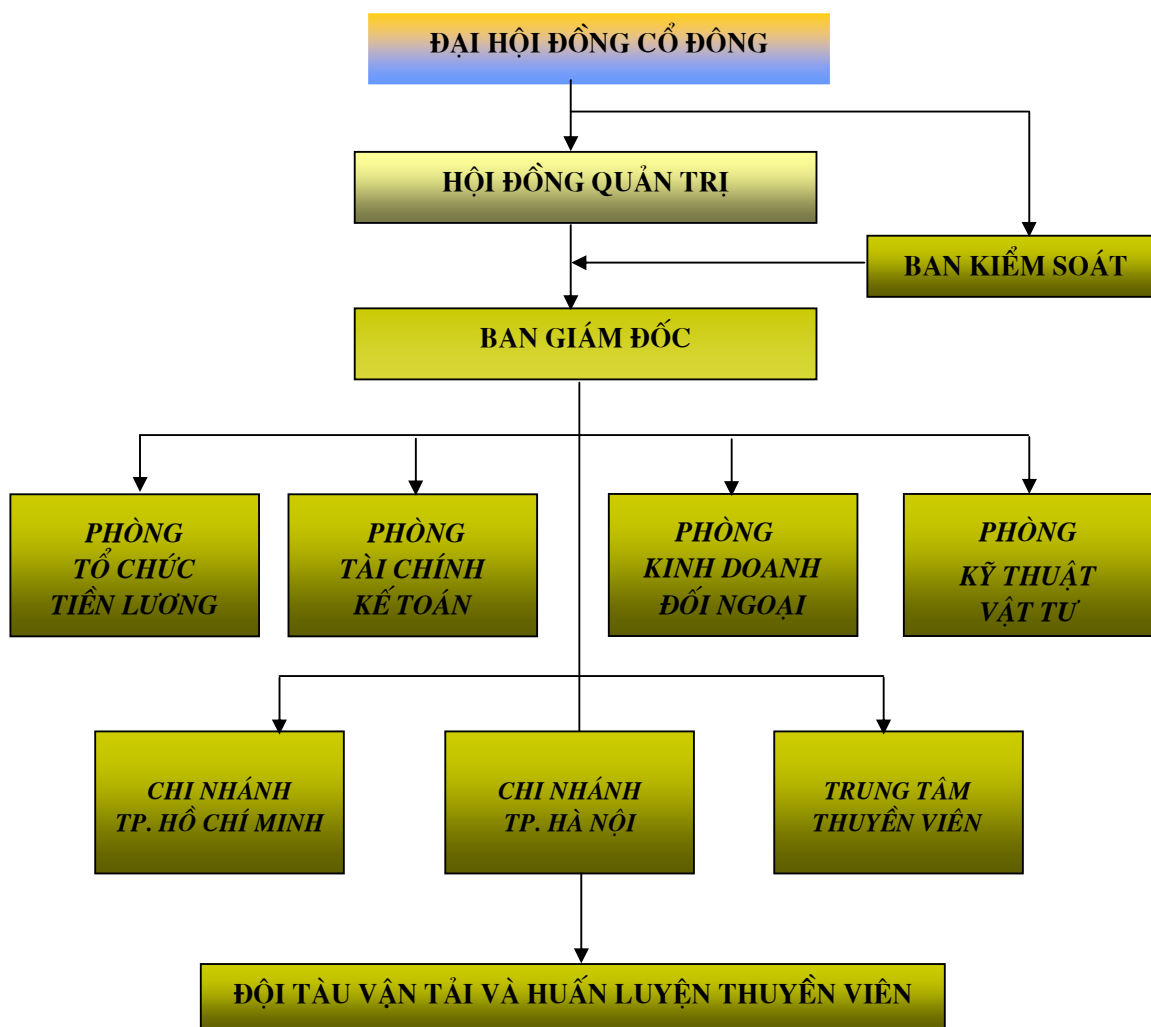 ĐẠI HỘI ĐỒNG CỔ ĐÔNG
HỘI ĐỒNG QUẢN TRỊ
BAN KIỂM SOÁT
BAN GIÁM ĐỐC
PHÒNG
TỔ CHỨC
TIỀN LƯƠNG
PHÒNG
TÀI CHÍNH
KẾ TOÁN
PHÒNG
KINH DOANH
ĐỐI NGOẠI
PHÒNG
KỸ THUẬT
VẬT TƯ
CHI NHÁNH
TP. HỒ CHÍ MINH
CHI NHÁNH
TP. HÀ NỘI
TRUNG TÂM
THUYỀN VIÊN
ĐỘI TÀU VẬN TẢI VÀ HUẤN LUYỆN THUYỀN VIÊN